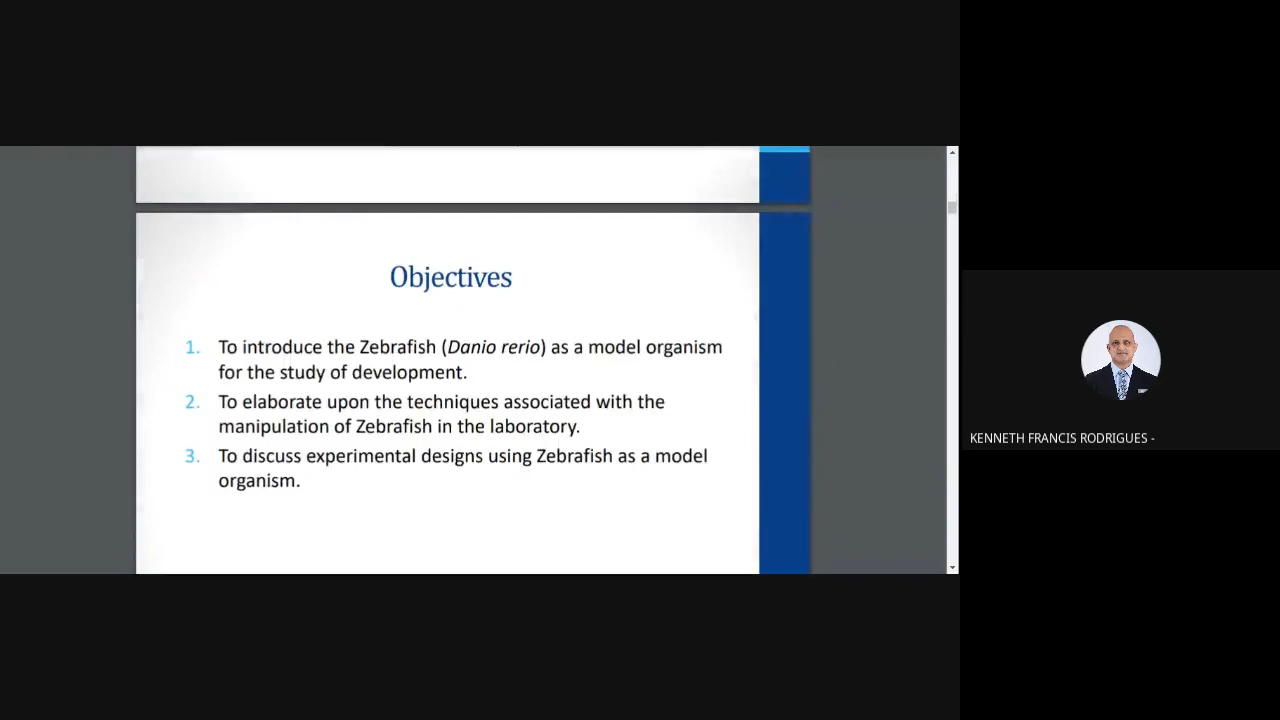 Objectives
1. To introduce the Zebrafish (Danio rerio) as a model organism
for the study of development.
2. To elaborate upon the techniques associated with the
manipulation of Zebrafish in the laboratory.
3. To discuss experimental designs using Zebrafish as a model
organism.
KENNETH FRANCIS RODRIGUES -